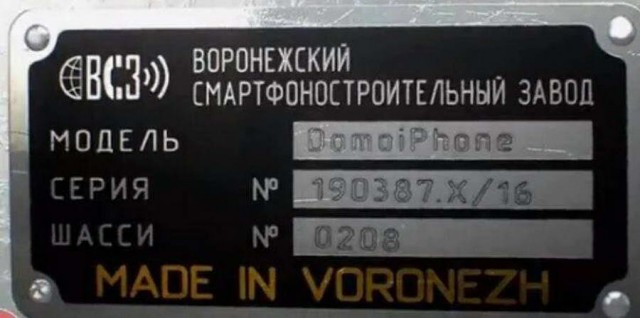 ВСЗ
ВОРОНЕЖСКИЙ
СМАРТФОНОСТРОИТЕЛЬНЫЙ ЗАВОД
МОДЕЛЬ DomoiPhone
СЕРИЯ № 190387.X/16
ШАССИ № 0208
MADE IN VORONEZH